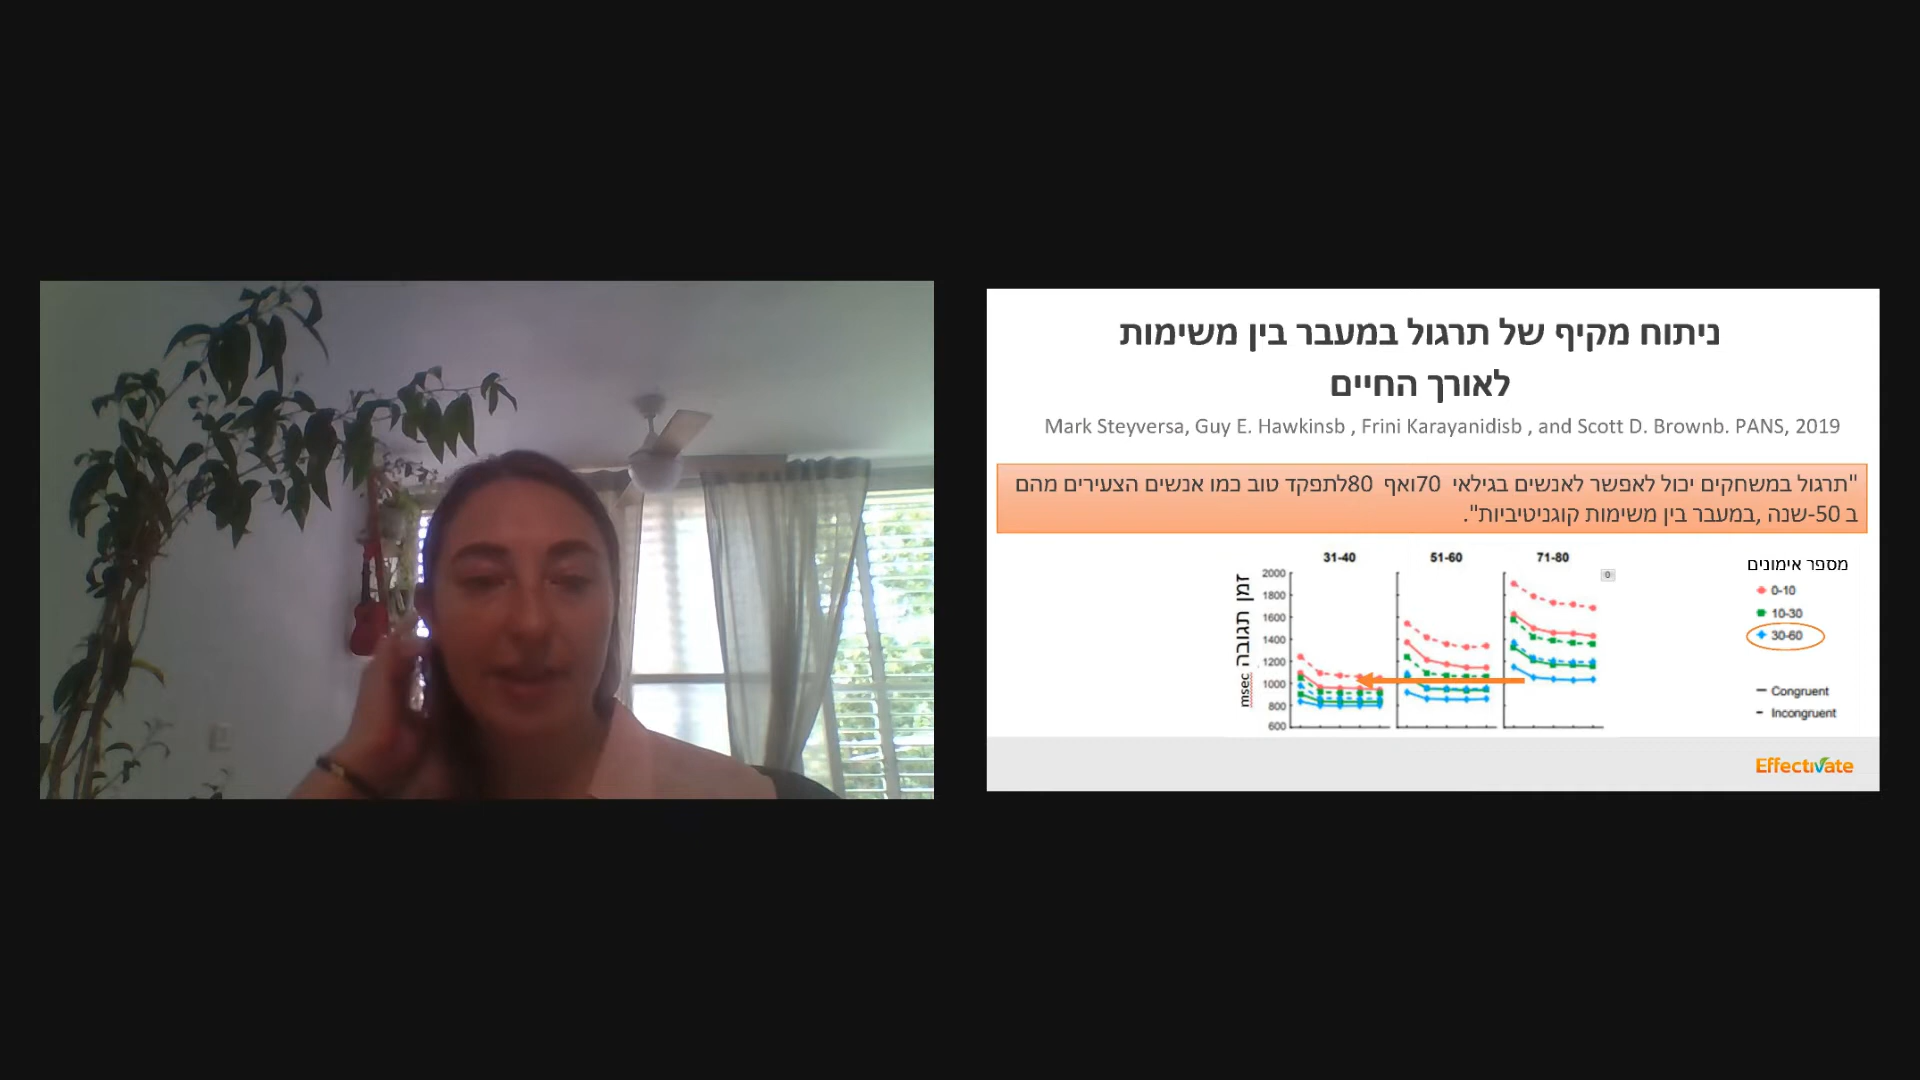 ניתוח מקיף של תרגול במעבר בין משימות
לאורך החיים
Mark Steyversa, Guy E. Hawkinsb , Frini Karayanidisb , and Scott D. Brownb. PANS, 2019
"תרגול במשחקים יכול לאפשר לאנשים בגילאי 70ואף 80לתפקד טוב כמו אנשים הצעירים מהם
ב 50-שנה ,במעבר בין משימות קוגניטיביות".
31-40
51-60
71-80
0
זמן תגובה msec
2000
1800
1600
1400
1200
1000
800
600
מספר אימונים
0-10
10-30
30-60
Congruent
Incongruent
Effectivate